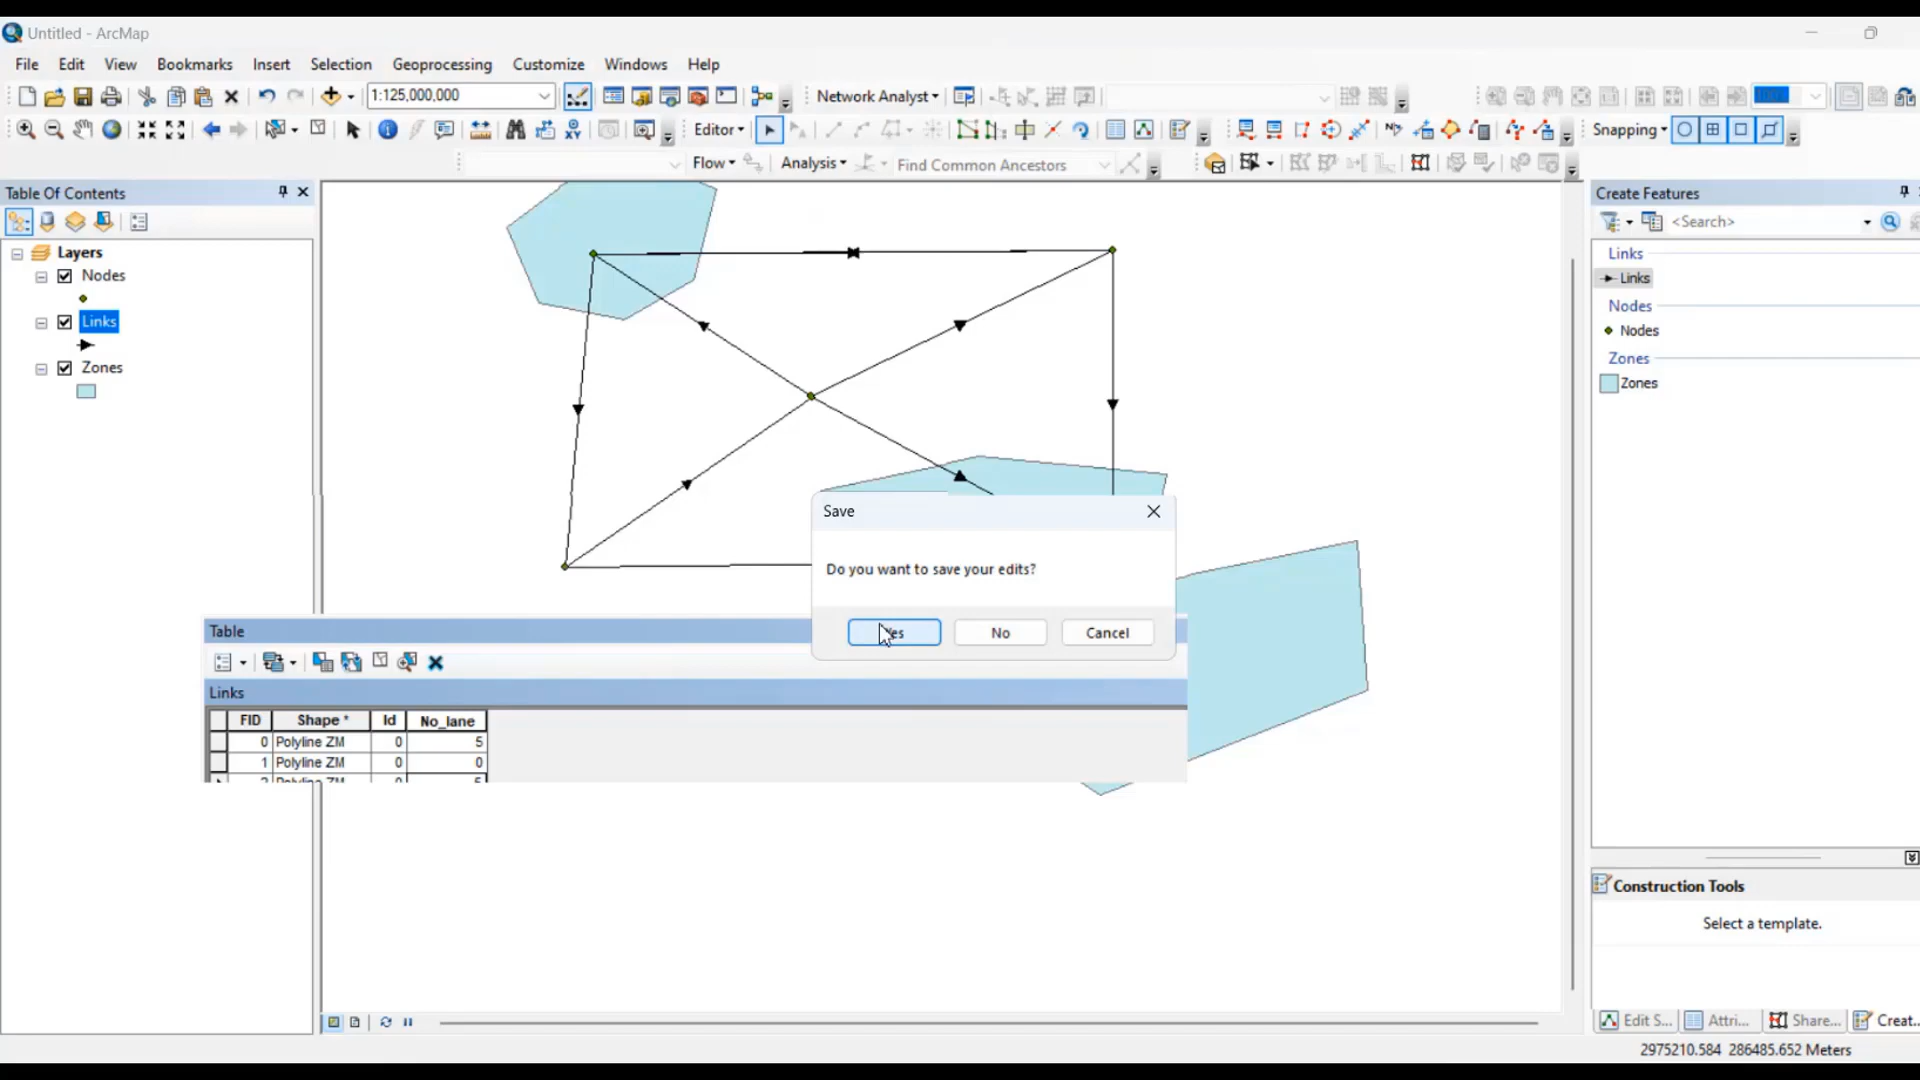 Untitled - ArcMap
File Edit View Bookmarks Insert Selection Geoprocessing Customize Windows Help
1:125,000,000
Network Analyst
Editor
Snapping
Flow
Analysis
Find Common Ancestors
Table Of Contents
Layers
Nodes
Links
Zones
Create Features
<Search>
Links
Links
Nodes
Nodes
Zones
Zones
Save
Do you want to save your edits?
No
Cancel
Table
Links
FID Shape * Id No_lane
0 Polyline ZM 0 5
1 Polyline ZM 0 0
Construction Tools
Select a template.
Edit S...
Attri...
Share...
Creat...
2975210.584 286485.652 Meters